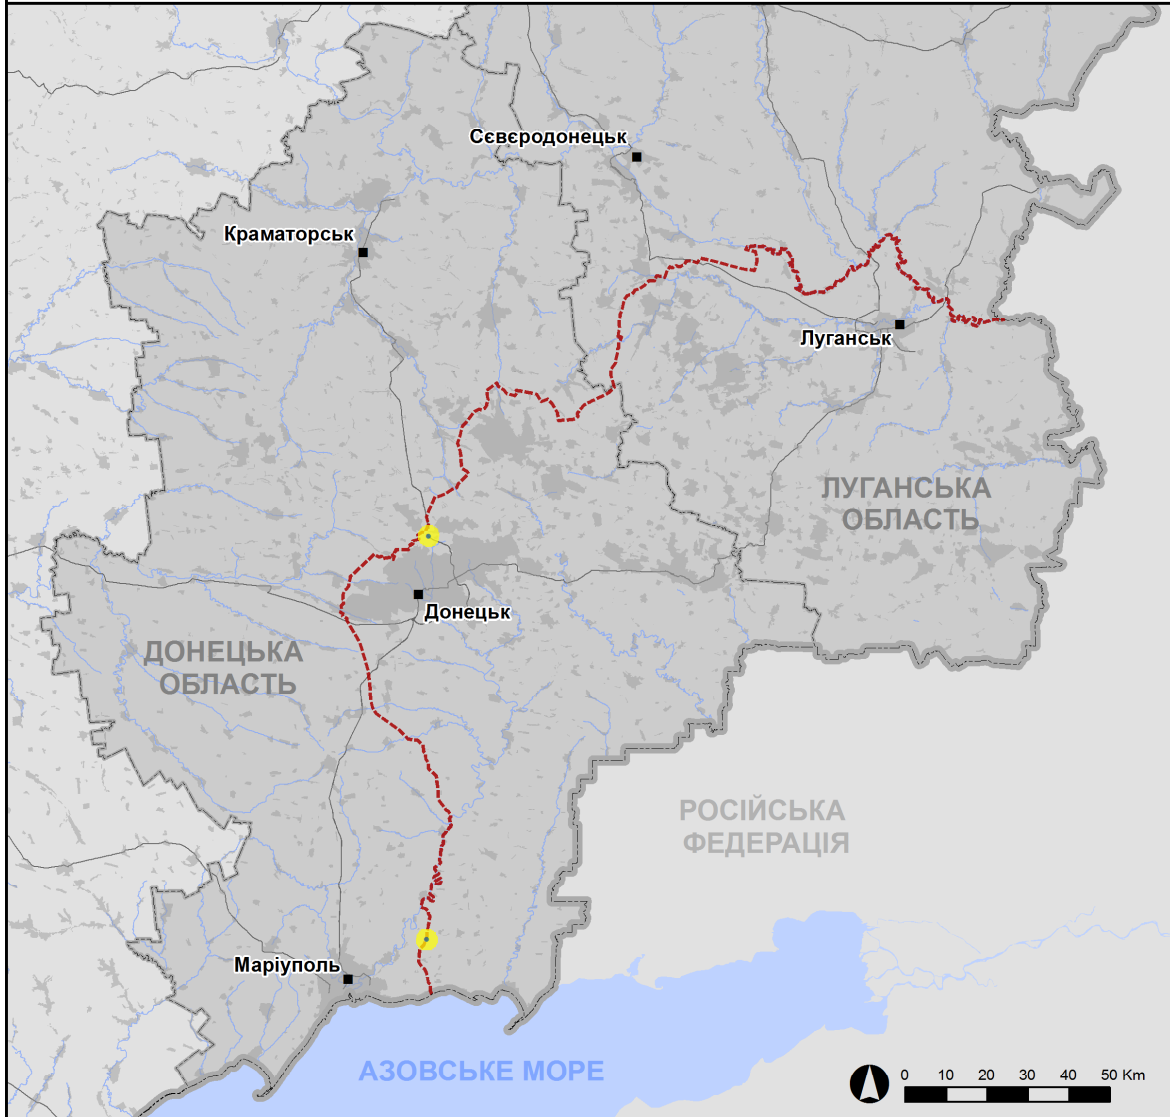 Сєвєродонецьк
Краматорськ
Луганськ
ЛУГАНСЬКА
ОБЛАСТЬ
Донецьк
ДОНЕЦЬКА
ОБЛАСТЬ
РОСІЙСЬКА
ФЕДЕРАЦІЯ
Маріуполь
АЗОВСЬКЕ МОРЕ
0 10 20 30 40 50 Km